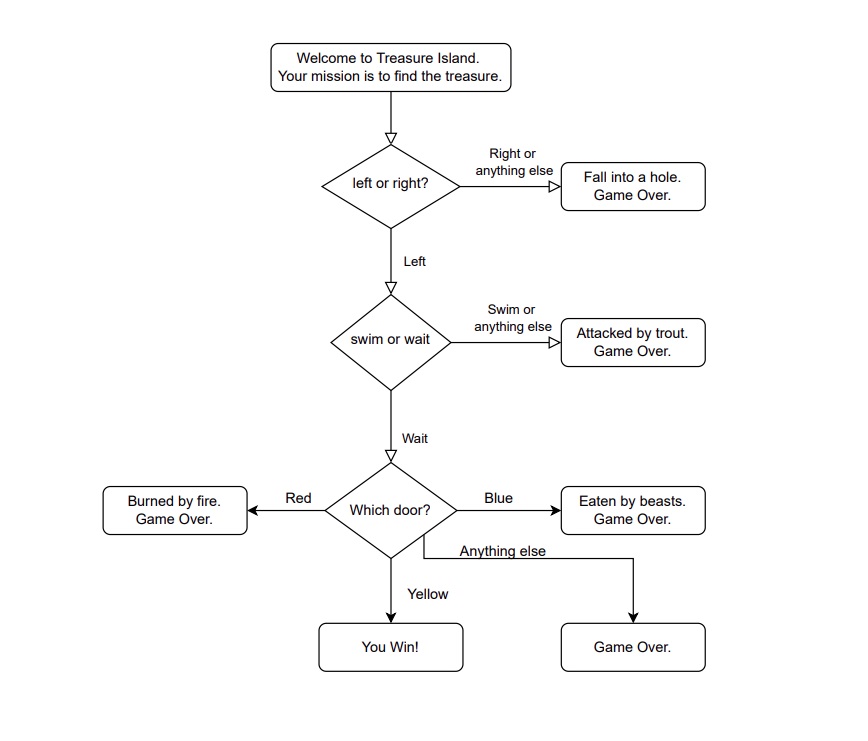 Welcome to Treasure Island.
Your mission is to find the treasure.
left or right?
Right or
anything else
Fall into a hole.
Game Over.
Left
swim or wait
Swim or
anything else
Attacked by trout.
Game Over.
Wait
Burned by fire.
Game Over.
Red
Which door?
Blue
Eaten by beasts.
Game Over.
Anything else
Yellow
You Win!
Game Over.